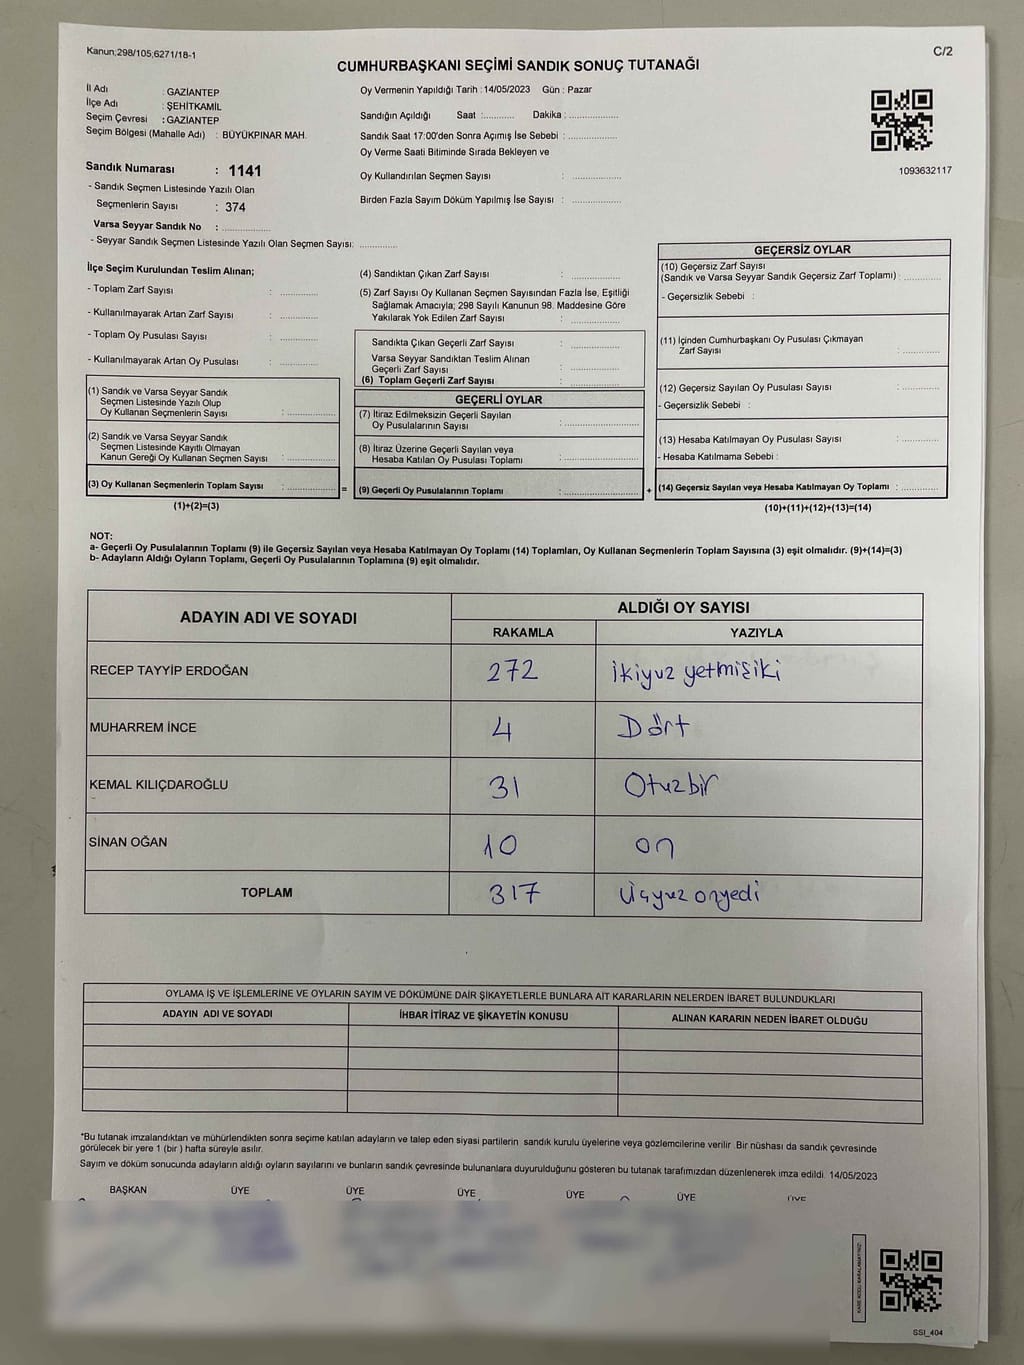 Kanun;298/105;6271/18-1
C/2
CUMHURBAŞKANI SEÇİMİ SANDIK SONUÇ TUTANAĞI
İl Adı : GAZİANTEP
İlçe Adı : ŞEHİTKAMİL
Seçim Çevresi : GAZİANTEP
Seçim Bölgesi (Mahalle Adı) : BÜYÜKPINAR MAH.
Sandık Numarası : 1141
- Sandık Seçmen Listesinde Yazılı Olan
Seçmenlerin Sayısı : 374
Varsa Seyyar Sandık No : ................
- Seyyar Sandık Seçmen Listesinde Yazılı Olan Seçmen Sayısı: .............
Oy Vermenin Yapıldığı Tarih : 14/05/2023 Gün : Pazar
Sandığın Açıldığı Saat :.......... Dakika : ................
Sandık Saat 17:00'den Sonra Açımış İse Sebebi : ................
Oy Verme Saati Bitiminde Sırada Bekleyen ve
Oy Kullandırılan Seçmen Sayısı : ................
Birden Fazla Sayım Döküm Yapılmış İse Sayısı : ................
1093632117
İlçe Seçim Kurulundan Teslim Alınan;
- Toplam Zarf Sayısı : .............
- Kullanılmayarak Artan Zarf Sayısı : .............
- Toplam Oy Pusulası Sayısı : .............
- Kullanılmayarak Artan Oy Pusulası : .............
(1) Sandık ve Varsa Seyyar Sandık
Seçmen Listesinde Yazılı Olup
Oy Kullanan Seçmenlerin Sayısı : ................
(2) Sandık ve Varsa Seyyar Sandık
Seçmen Listesinde Kayıtlı Olmayan
Kanun Gereği Oy Kullanan Seçmen Sayısı : ................
(3) Oy Kullanan Seçmenlerin Toplam Sayısı : ................
(1)+(2)=(3)
(4) Sandıktan Çıkan Zarf Sayısı : ................
(5) Zarf Sayısı Oy Kullanan Seçmen Sayısından Fazla İse, Eşitliği
Sağlamak Amacıyla; 298 Sayılı Kanunun 98. Maddesine Göre
Yakılarak Yok Edilen Zarf Sayısı : ................
Sandıkta Çıkan Geçerli Zarf Sayısı : ................
Varsa Seyyar Sandıktan Teslim Alınan
Geçerli Zarf Sayısı : ................
(6) Toplam Geçerli Zarf Sayısı : ................
GEÇERLİ OYLAR
(7) İtiraz Edilmeksizin Geçerli Sayılan
Oy Pusulalarının Sayısı : ................
(8) İtiraz Üzerine Geçerli Sayılan veya
Hesaba Katılan Oy Pusulası Toplamı : ................
= (9) Geçerli Oy Pusulalarının Toplamı : ................ +
GEÇERSİZ OYLAR
(10) Geçersiz Zarf Sayısı
(Sandık ve Varsa Seyyar Sandık Geçersiz Zarf Toplamı) : .............
- Geçersizlik Sebebi :
(11) İçinden Cumhurbaşkanı Oy Pusulası Çıkmayan
Zarf Sayısı : .............
(12) Geçersiz Sayılan Oy Pusulası Sayısı : .............
- Geçersizlik Sebebi :
(13) Hesaba Katılmayan Oy Pusulası Sayısı : .............
- Hesaba Katılmama Sebebi :
(14) Geçersiz Sayılan veya Hesaba Katılmayan Oy Toplamı : .............
(10)+(11)+(12)+(13)=(14)
NOT:
a- Geçerli Oy Pusulalarının Toplamı (9) ile Geçersiz Sayılan veya Hesaba Katılmayan Oy Toplamı (14) Toplamları, Oy Kullanan Seçmenlerin Toplam Sayısına (3) eşit olmalıdır. (9)+(14)=(3)
b- Adayların Aldığı Oyların Toplamı, Geçerli Oy Pusulalarının Toplamına (9) eşit olmalıdır.
ADAYIN ADI VE SOYADI ALDIĞI OY SAYISI
RAKAMLA YAZIYLA
RECEP TAYYİP ERDOĞAN 272 İkiyuz yetmişiki
MUHARREM İNCE 4 Dört
KEMAL KILIÇDAROĞLU 31 Otuzbir
SİNAN OĞAN 10 on
TOPLAM 317 Üçyuz onyedi
OYLAMA İŞ VE İŞLEMLERİNE VE OYLARIN SAYIM VE DÖKÜMÜNE DAİR ŞİKAYETLERLE BUNLARA AİT KARARLARIN NELERDEN İBARET BULUNDUKLARI
ADAYIN ADI VE SOYADI İHBAR İTİRAZ VE ŞİKAYETİN KONUSU ALINAN KARARIN NEDEN İBARET OLDUĞU
*Bu tutanak imzalandıktan ve mühürlendikten sonra seçime katılan adayların ve talep eden siyasi partilerin sandık kurulu üyelerine veya gözlemcilerine verilir Bir nüshası da sandık çevresinde
görülecek bir yere 1 (bir ) hafta süreyle asılır.
Sayım ve döküm sonucunda adayların aldığı oyların sayılarını ve bunların sandık çevresinde bulunanlara duyurulduğunu gösteren bu tutanak tarafımızdan düzenlenerek imza edildi. 14/05/2023
BAŞKAN ÜYE ÜYE ÜYE ÜYE ÜYE ÜYE
KARE KODU KARALAMAYINIZ!
SSI_404